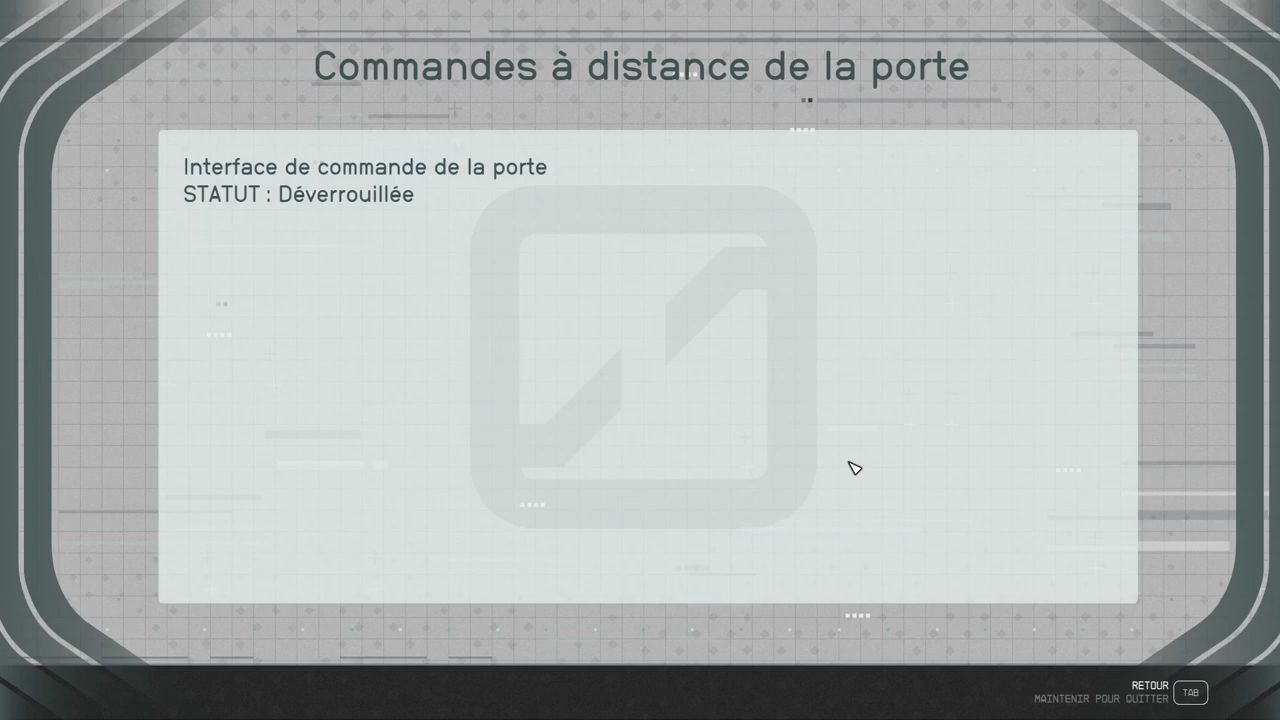 Commandes à distance de la porte
Interface de commande de la porte
STATUT : Déverrouillée
RETOUR
MAINTENIR POUR QUITTER
TAB